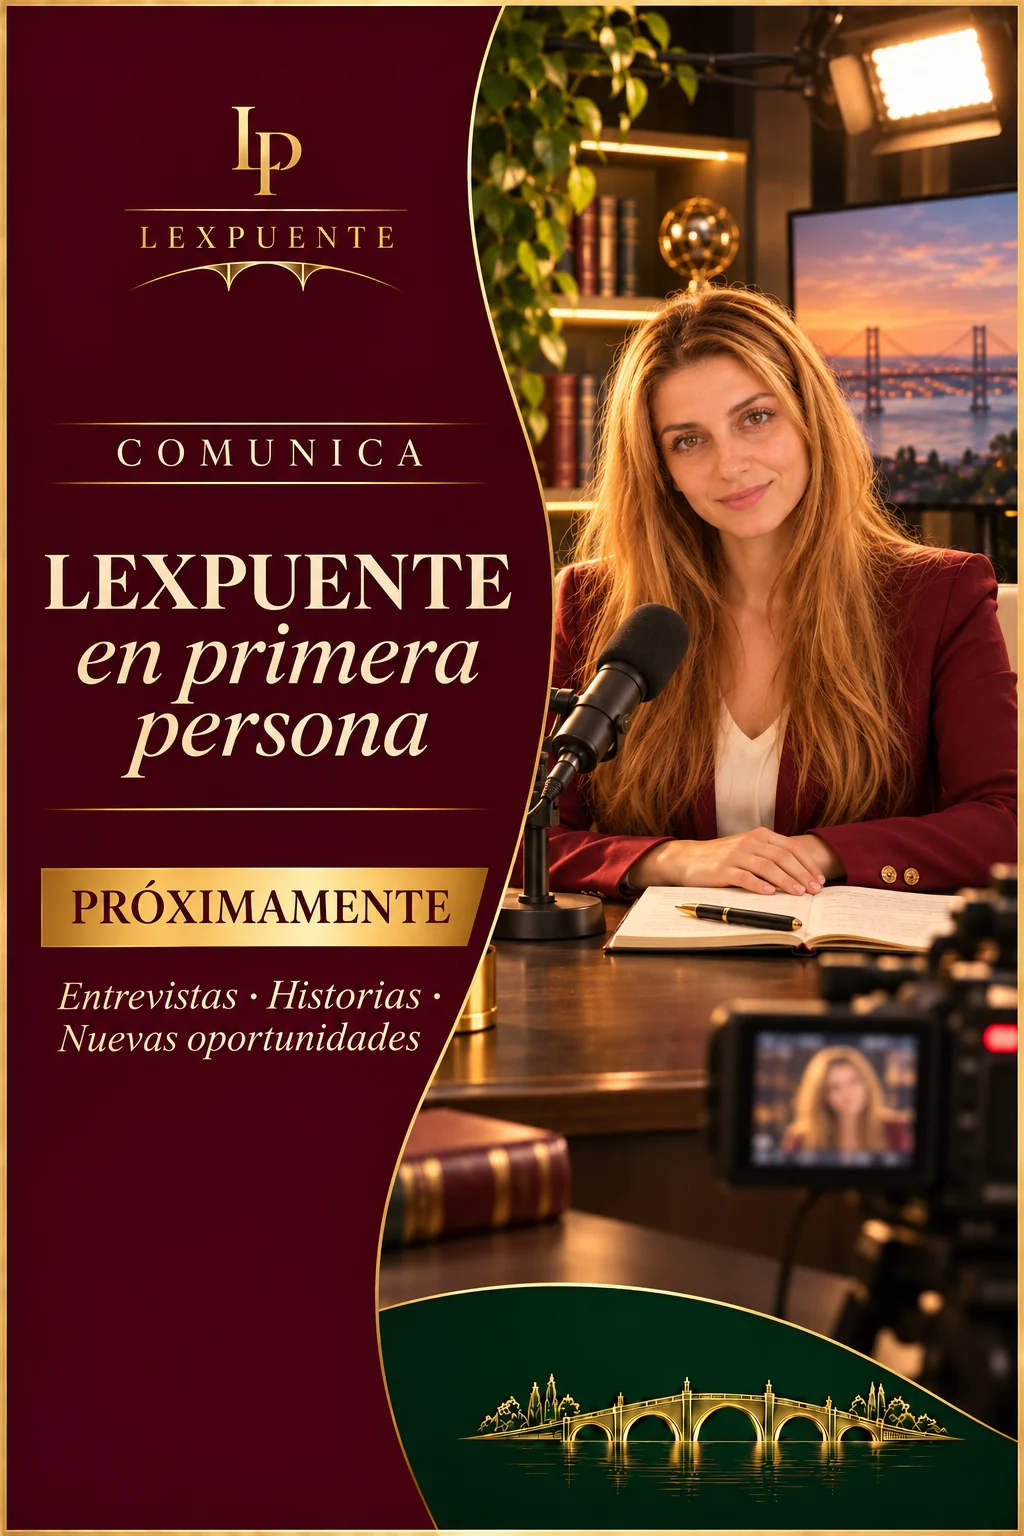 LP
LEXPUENTE
COMUNICA
LEXPUENTE
en primera
persona
PRÓXIMAMENTE
Entrevistas · Historias ·
Nuevas oportunidades